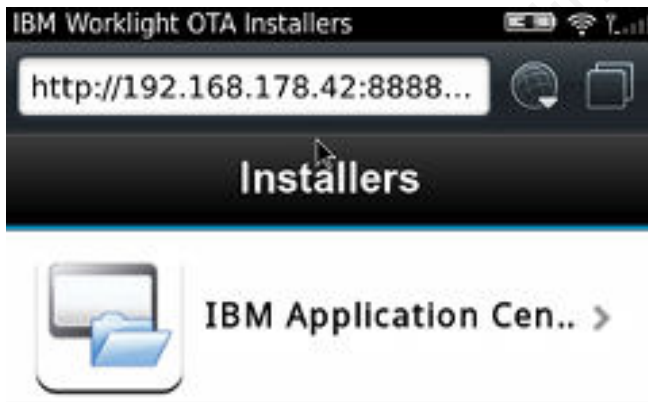 IBM Worklight OTA Installers
http://192.168.178.42:8888...
Installers
IBM Application Cen.. >